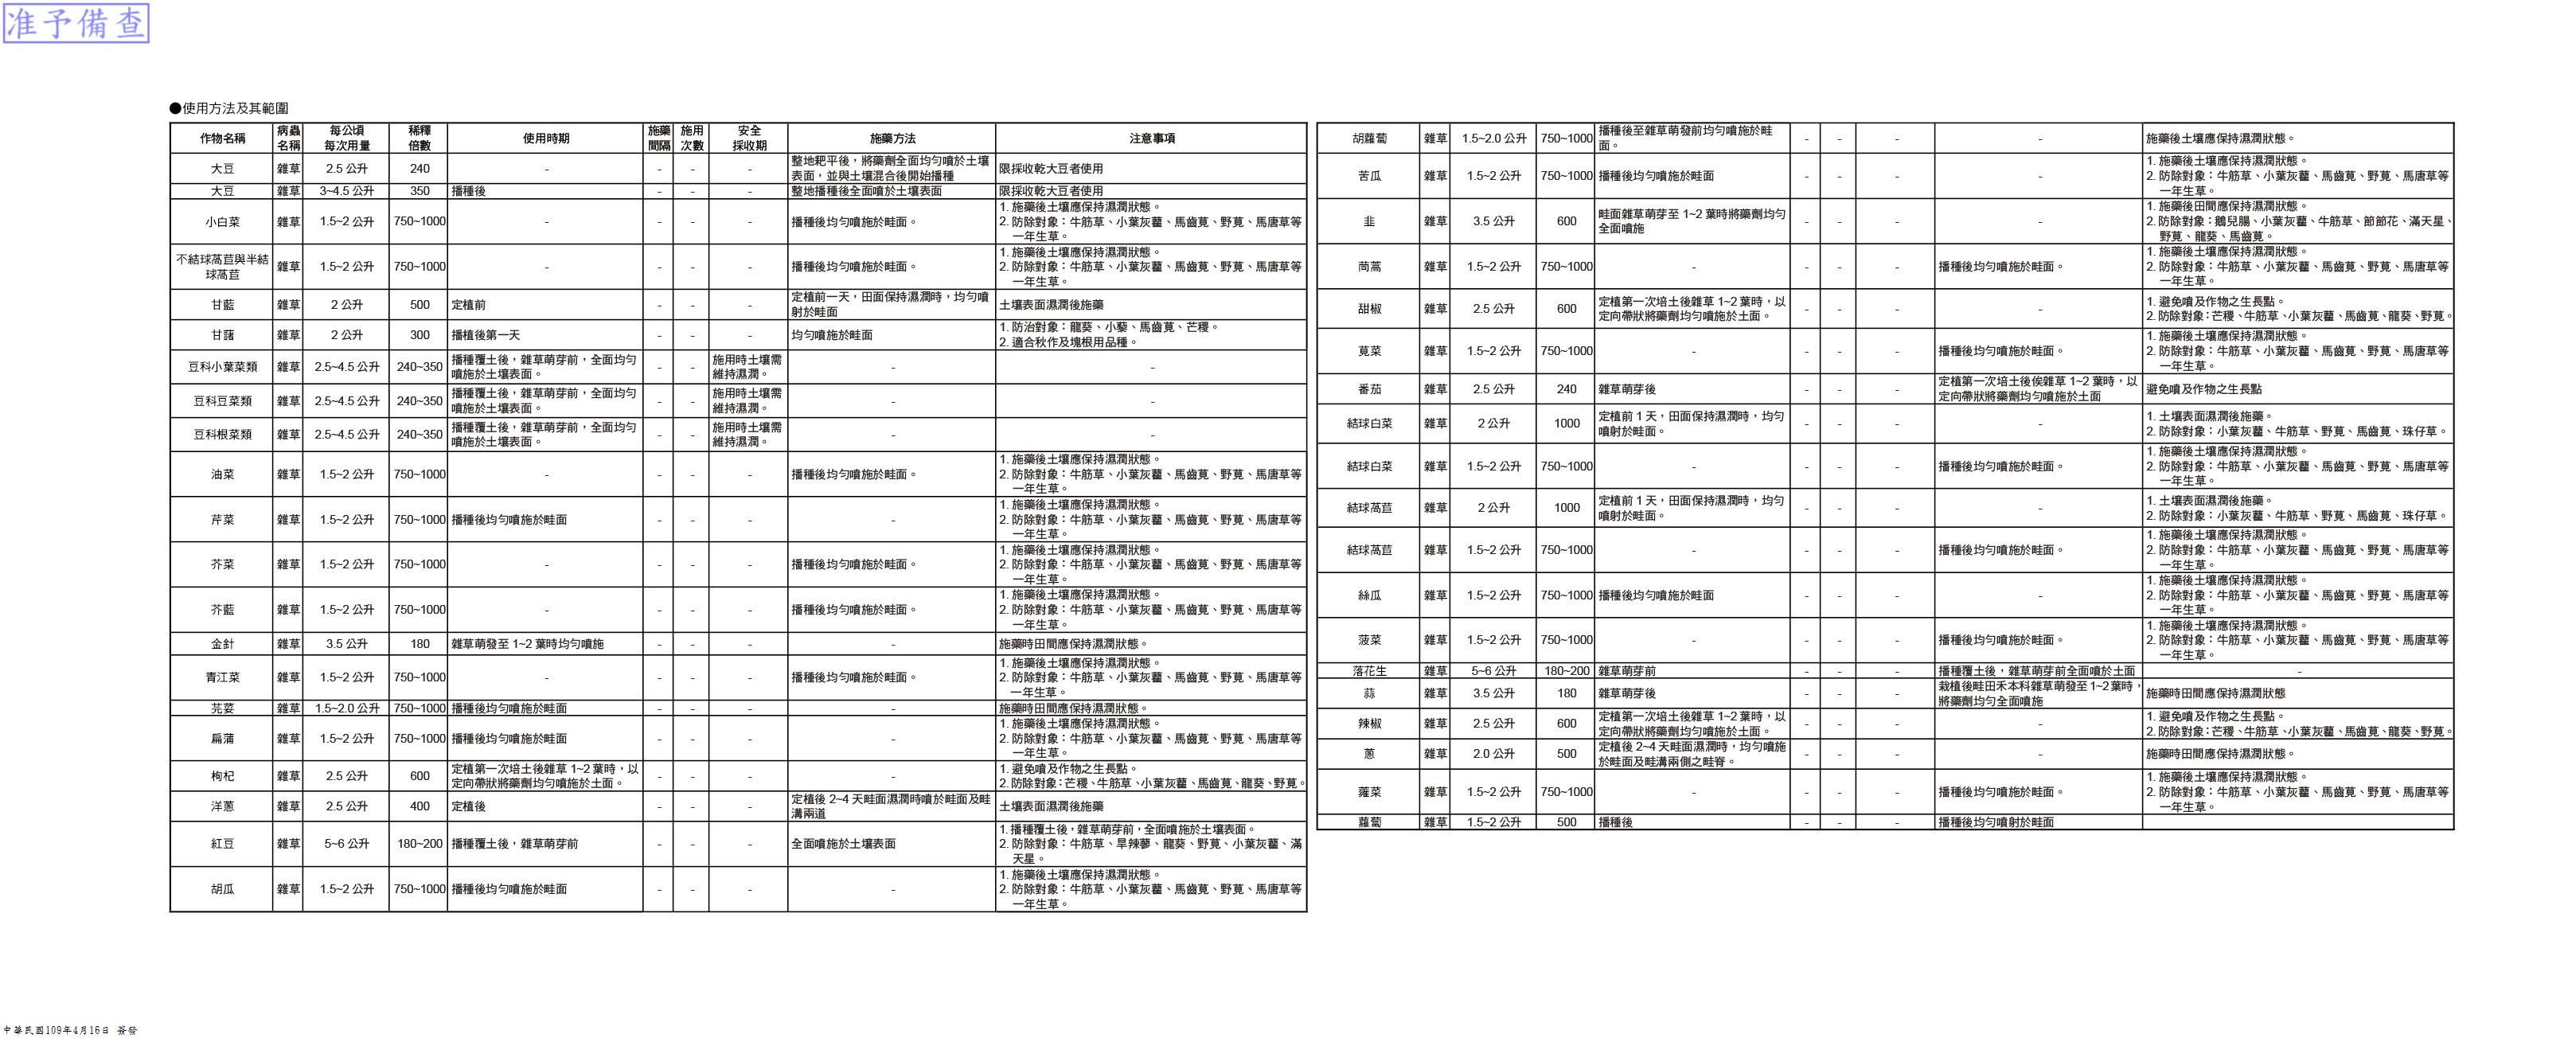 准予備查
●使用方法及其範圍
作物名稱 病蟲名稱 每公頃每次用量 稀釋倍數 使用時期 施藥間隔 施用次數 安全採收期 施藥方法 注意事項
大豆 雜草 2.5 公升 240 - - - - 整地耙平後，將藥劑全面均勻噴於土壤表面，並與土壤混合後開始播種 限採收乾大豆者使用
大豆 雜草 3~4.5 公升 350 播種後 - - - 整地播種後全面噴於土壤表面 限採收乾大豆者使用
小白菜 雜草 1.5~2 公升 750~1000 - - - - 播種後均勻噴施於畦面。 1. 施藥後土壤應保持濕潤狀態。
2. 防除對象：牛筋草、小葉灰藋、馬齒莧、野莧、馬唐草等一年生草。
不結球萵苣與半結球萵苣 雜草 1.5~2 公升 750~1000 - - - - 播種後均勻噴施於畦面。 1. 施藥後土壤應保持濕潤狀態。
2. 防除對象：牛筋草、小葉灰藋、馬齒莧、野莧、馬唐草等一年生草。
甘藍 雜草 2 公升 500 定植前 - - - 定植前一天，田面保持濕潤時，均勻噴射於畦面 土壤表面濕潤後施藥
甘藷 雜草 2 公升 300 播植後第一天 - - - 均勻噴施於畦面 1. 防治對象：龍葵、小藜、馬齒莧、芒稷。
2. 適合秋作及塊根用品種。
豆科小葉菜類 雜草 2.5~4.5 公升 240~350 播種覆土後，雜草萌芽前，全面均勻噴施於土壤表面。 - - 施用時土壤需維持濕潤。 - -
豆科豆菜類 雜草 2.5~4.5 公升 240~350 播種覆土後，雜草萌芽前，全面均勻噴施於土壤表面。 - - 施用時土壤需維持濕潤。 - -
豆科根菜類 雜草 2.5~4.5 公升 240~350 播種覆土後，雜草萌芽前，全面均勻噴施於土壤表面。 - - 施用時土壤需維持濕潤。 - -
油菜 雜草 1.5~2 公升 750~1000 - - - - 播種後均勻噴施於畦面。 1. 施藥後土壤應保持濕潤狀態。
2. 防除對象：牛筋草、小葉灰藋、馬齒莧、野莧、馬唐草等一年生草。
芹菜 雜草 1.5~2 公升 750~1000 播種後均勻噴施於畦面 - - - - 1. 施藥後土壤應保持濕潤狀態。
2. 防除對象：牛筋草、小葉灰藋、馬齒莧、野莧、馬唐草等一年生草。
芥菜 雜草 1.5~2 公升 750~1000 - - - - 播種後均勻噴施於畦面。 1. 施藥後土壤應保持濕潤狀態。
2. 防除對象：牛筋草、小葉灰藋、馬齒莧、野莧、馬唐草等一年生草。
芥藍 雜草 1.5~2 公升 750~1000 - - - - 播種後均勻噴施於畦面。 1. 施藥後土壤應保持濕潤狀態。
2. 防除對象：牛筋草、小葉灰藋、馬齒莧、野莧、馬唐草等一年生草。
金針 雜草 3.5 公升 180 雜草萌發至 1~2 葉時均勻噴施 - - - - 施藥時田間應保持濕潤狀態。
青江菜 雜草 1.5~2 公升 750~1000 - - - - 播種後均勻噴施於畦面。 1. 施藥後土壤應保持濕潤狀態。
2. 防除對象：牛筋草、小葉灰藋、馬齒莧、野莧、馬唐草等一年生草。
芫荽 雜草 1.5~2.0 公升 750~1000 播種後均勻噴施於畦面 - - - - 施藥時田間應保持濕潤狀態。
扁蒲 雜草 1.5~2 公升 750~1000 播種後均勻噴施於畦面 - - - - 1. 施藥後土壤應保持濕潤狀態。
2. 防除對象：牛筋草、小葉灰藋、馬齒莧、野莧、馬唐草等一年生草。
枸杞 雜草 2.5 公升 600 定植第一次培土後雜草 1~2 葉時，以定向帶狀將藥劑均勻噴施於土面。 - - - - 1. 避免噴及作物之生長點。
2. 防除對象：芒稷、牛筋草、小葉灰藋、馬齒莧、龍葵、野莧。
洋蔥 雜草 2.5 公升 400 定植後 - - - 定植後 2~4 天畦面濕潤時噴於畦面及畦溝兩道 土壤表面濕潤後施藥
紅豆 雜草 5~6 公升 180~200 播種覆土後，雜草萌芽前 - - - 全面噴施於土壤表面 1. 播種覆土後，雜草萌芽前，全面噴施於土壤表面。
2. 防除對象：牛筋草、旱辣蓼、龍葵、野莧、小葉灰藋、滿天星。
胡瓜 雜草 1.5~2 公升 750~1000 播種後均勻噴施於畦面 - - - - 1. 施藥後土壤應保持濕潤狀態。
2. 防除對象：牛筋草、小葉灰藋、馬齒莧、野莧、馬唐草等一年生草。
胡蘿蔔 雜草 1.5~2.0 公升 750~1000 播種後至雜草萌發前均勻噴施於畦面。 - - - - 施藥後土壤應保持濕潤狀態。
苦瓜 雜草 1.5~2 公升 750~1000 播種後均勻噴施於畦面 - - - - 1. 施藥後土壤應保持濕潤狀態。
2. 防除對象：牛筋草、小葉灰藋、馬齒莧、野莧、馬唐草等一年生草。
韭 雜草 3.5 公升 600 畦面雜草萌芽至 1~2 葉時將藥劑均勻全面噴施 - - - - 1. 施藥後田間應保持濕潤狀態。
2. 防除對象：鵝兒腸、小葉灰藋、牛筋草、節節花、滿天星、野莧、龍葵、馬齒莧。
茼蒿 雜草 1.5~2 公升 750~1000 - - - - 播種後均勻噴施於畦面。 1. 施藥後土壤應保持濕潤狀態。
2. 防除對象：牛筋草、小葉灰藋、馬齒莧、野莧、馬唐草等一年生草。
甜椒 雜草 2.5 公升 600 定植第一次培土後雜草 1~2 葉時，以定向帶狀將藥劑均勻噴施於土面。 - - - - 1. 避免噴及作物之生長點。
2. 防除對象：芒稷、牛筋草、小葉灰藋、馬齒莧、龍葵、野莧。
莧菜 雜草 1.5~2 公升 750~1000 - - - - 播種後均勻噴施於畦面。 1. 施藥後土壤應保持濕潤狀態。
2. 防除對象：牛筋草、小葉灰藋、馬齒莧、野莧、馬唐草等一年生草。
番茄 雜草 2.5 公升 240 雜草萌芽後 - - - 定植第一次培土後俟雜草 1~2 葉時，以定向帶狀將藥劑均勻噴施於土面 避免噴及作物之生長點
結球白菜 雜草 2 公升 1000 定植前 1 天，田面保持濕潤時，均勻噴射於畦面。 - - - - 1. 土壤表面濕潤後施藥。
2. 防除對象：小葉灰藋、牛筋草、野莧、馬齒莧、珠仔草。
結球白菜 雜草 1.5~2 公升 750~1000 - - - - 播種後均勻噴施於畦面。 1. 施藥後土壤應保持濕潤狀態。
2. 防除對象：牛筋草、小葉灰藋、馬齒莧、野莧、馬唐草等一年生草。
結球萵苣 雜草 2 公升 1000 定植前 1 天，田面保持濕潤時，均勻噴射於畦面。 - - - - 1. 土壤表面濕潤後施藥。
2. 防除對象：小葉灰藋、牛筋草、野莧、馬齒莧、珠仔草。
結球萵苣 雜草 1.5~2 公升 750~1000 - - - - 播種後均勻噴施於畦面。 1. 施藥後土壤應保持濕潤狀態。
2. 防除對象：牛筋草、小葉灰藋、馬齒莧、野莧、馬唐草等一年生草。
絲瓜 雜草 1.5~2 公升 750~1000 播種後均勻噴施於畦面 - - - - 1. 施藥後土壤應保持濕潤狀態。
2. 防除對象：牛筋草、小葉灰藋、馬齒莧、野莧、馬唐草等一年生草。
菠菜 雜草 1.5~2 公升 750~1000 - - - - 播種後均勻噴施於畦面。 1. 施藥後土壤應保持濕潤狀態。
2. 防除對象：牛筋草、小葉灰藋、馬齒莧、野莧、馬唐草等一年生草。
落花生 雜草 5~6 公升 180~200 雜草萌芽前 - - - 播種覆土後，雜草萌芽前全面噴於土面 -
蒜 雜草 3.5 公升 180 雜草萌芽後 - - - 栽植後畦田禾本科雜草萌發至 1~2 葉時，將藥劑均勻全面噴施 施藥時田間應保持濕潤狀態
辣椒 雜草 2.5 公升 600 定植第一次培土後雜草 1~2 葉時，以定向帶狀將藥劑均勻噴施於土面。 - - - - 1. 避免噴及作物之生長點。
2. 防除對象：芒稷、牛筋草、小葉灰藋、馬齒莧、龍葵、野莧。
蔥 雜草 2.0 公升 500 定植後 2~4 天畦面濕潤時，均勻噴施於畦面及畦溝兩側之畦脊。 - - - - 施藥時田間應保持濕潤狀態。
蕹菜 雜草 1.5~2 公升 750~1000 - - - - 播種後均勻噴施於畦面。 1. 施藥後土壤應保持濕潤狀態。
2. 防除對象：牛筋草、小葉灰藋、馬齒莧、野莧、馬唐草等一年生草。
蘿蔔 雜草 1.5~2 公升 500 播種後 - - - 播種後均勻噴射於畦面
中華民國109年4月16日 簽發